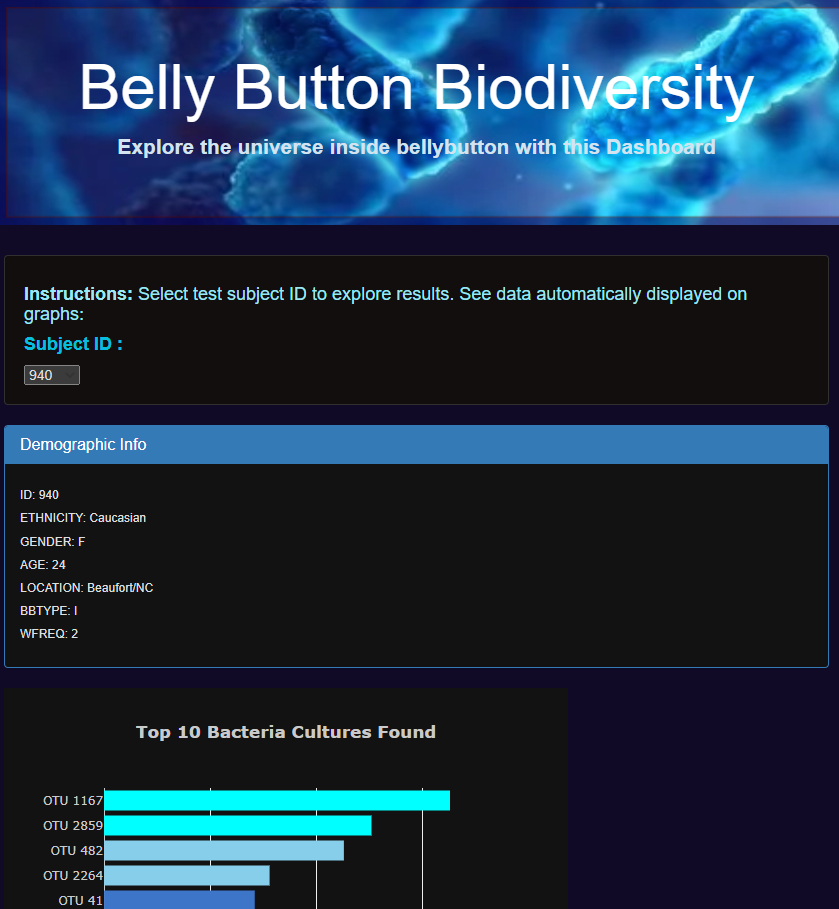 Belly Button Biodiversity
Explore the universe inside bellybutton with this Dashboard
Instructions: Select test subject ID to explore results. See data automatically displayed on
graphs:
Subject ID :
940
Demographic Info
ID: 940
ETHNICITY: Caucasian
GENDER: F
AGE: 24
LOCATION: Beaufort/NC
BBTYPE: I
WFREQ: 2
Top 10 Bacteria Cultures Found
OTU 1167
OTU 2859
OTU 482
OTU 2264
OTU 41